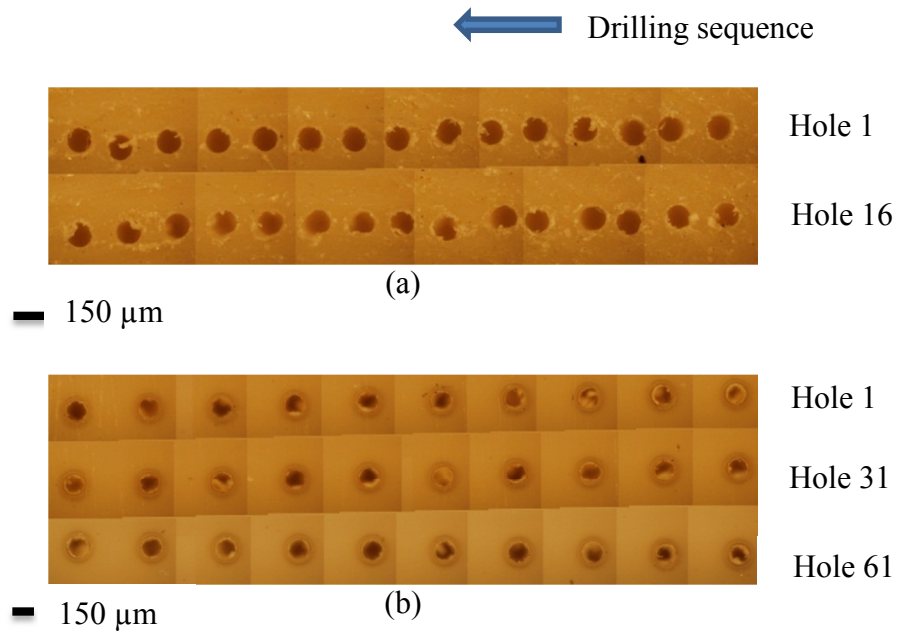 Drilling sequence
Hole 1
Hole 16
(a)
150 µm
Hole 1
Hole 31
Hole 61
(b)
150 µm